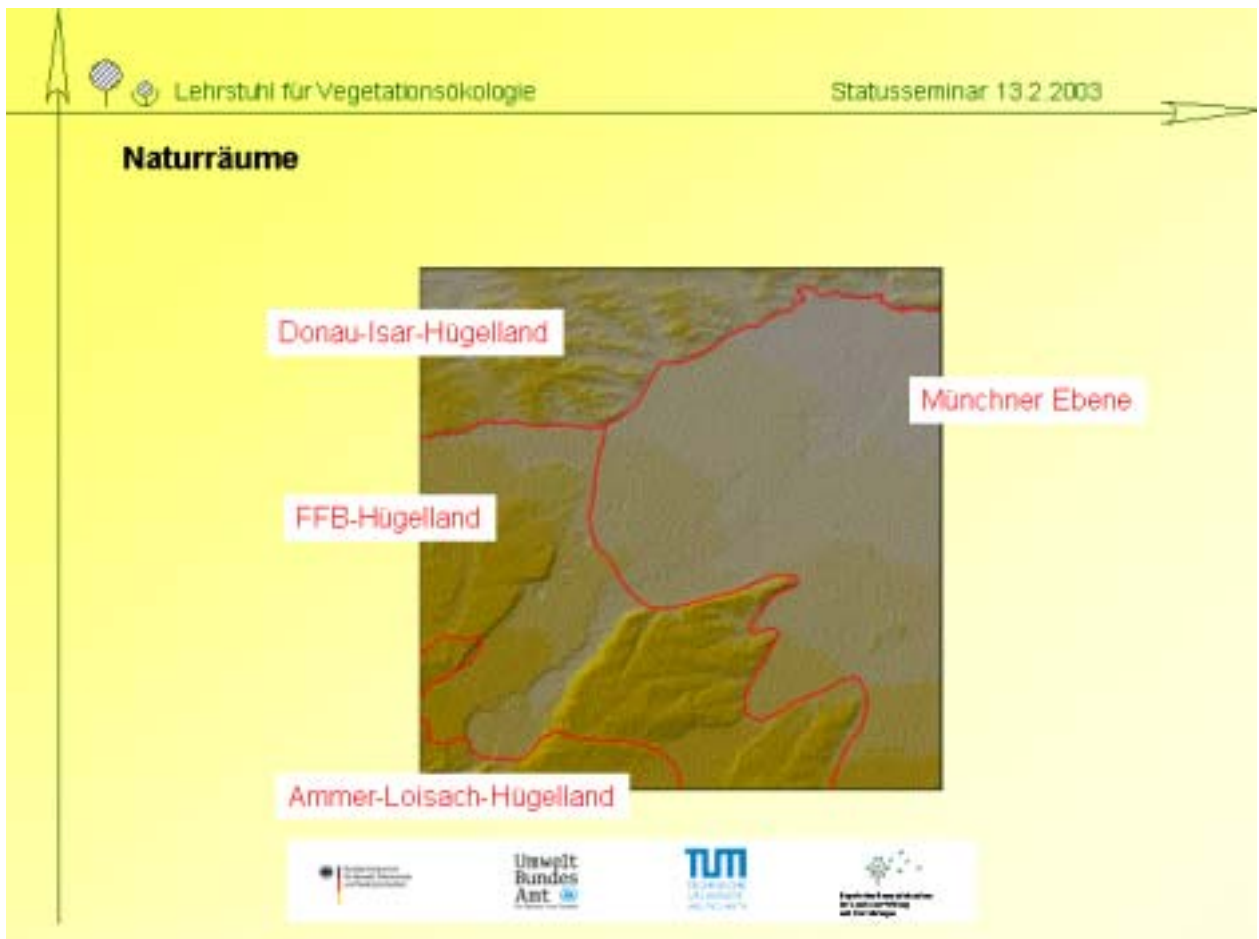 Lehrstuhl für Vegetationsökologie
Statusseminar 13.2.2003
Naturräume
Donau-Isar-Hügelland
Münchner Ebene
FFB-Hügelland
Ammer-Loisach-Hügelland
Umwelt
Bundes
Amt
TUM
TECHNISCHE